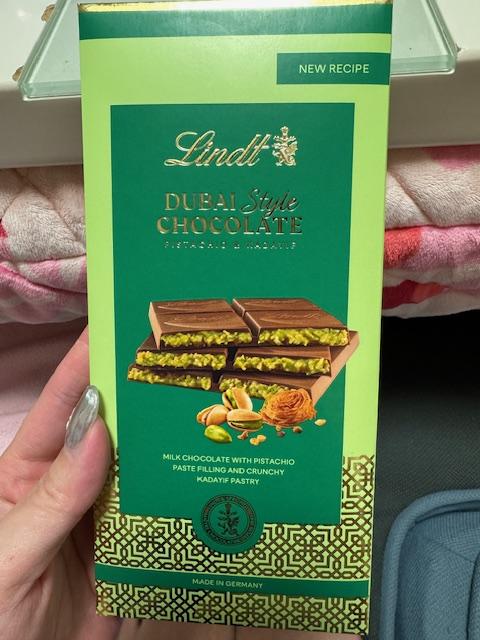 NEW RECIPE
Lindt
DUBAI Style
CHOCOLATE
PISTACHIO & KADAYIF
MILK CHOCOLATE WITH PISTACHIO
PASTE FILLING AND CRUNCHY
KADAYIF PASTRY
MADE IN GERMANY